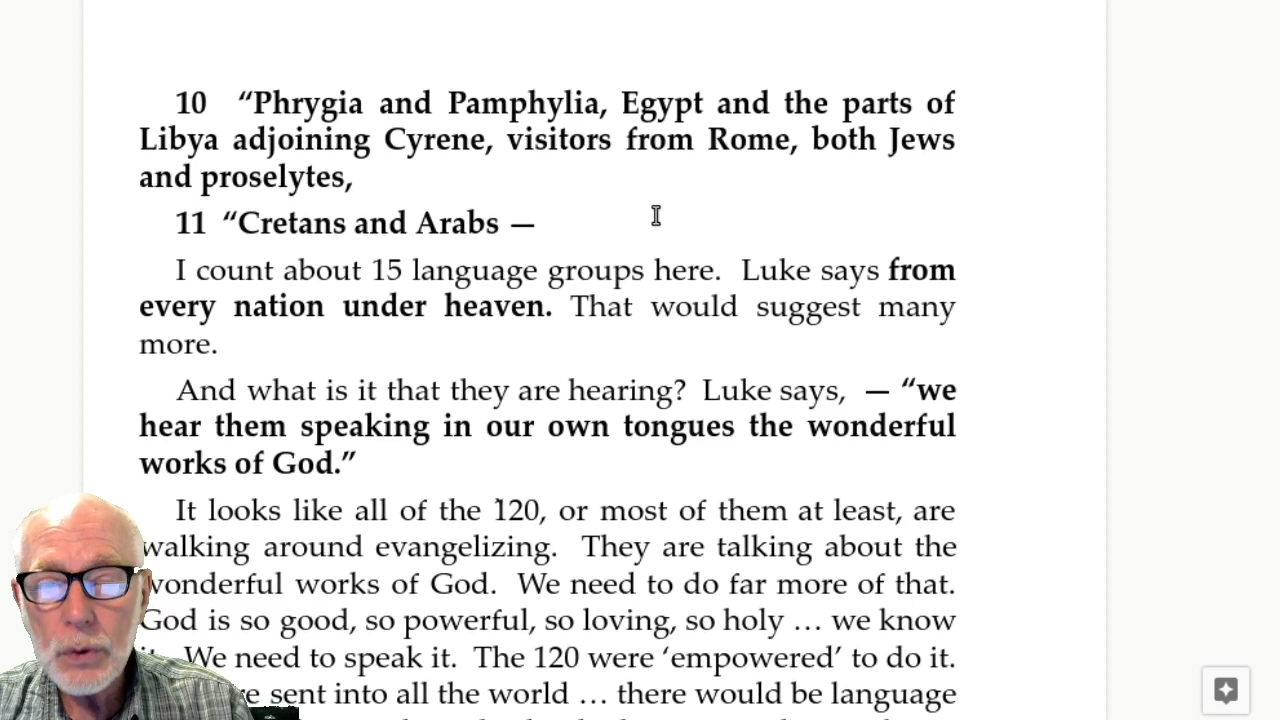 10 “Phrygia and Pamphylia, Egypt and the parts of
Libya adjoining Cyrene, visitors from Rome, both Jews
and proselytes,
11 “Cretans and Arabs —
I count about 15 language groups here. Luke says from
every nation under heaven. That would suggest many
more.
And what is it that they are hearing? Luke says, — “we
hear them speaking in our own tongues the wonderful
works of God.”
It looks like all of the 120, or most of them at least, are
walking around evangelizing. They are talking about the
wonderful works of God. We need to do far more of that.
God is so good, so powerful, so loving, so holy … we know
We need to speak it. The 120 were ‘empowered’ to do it.
sent into all the world … there would be language